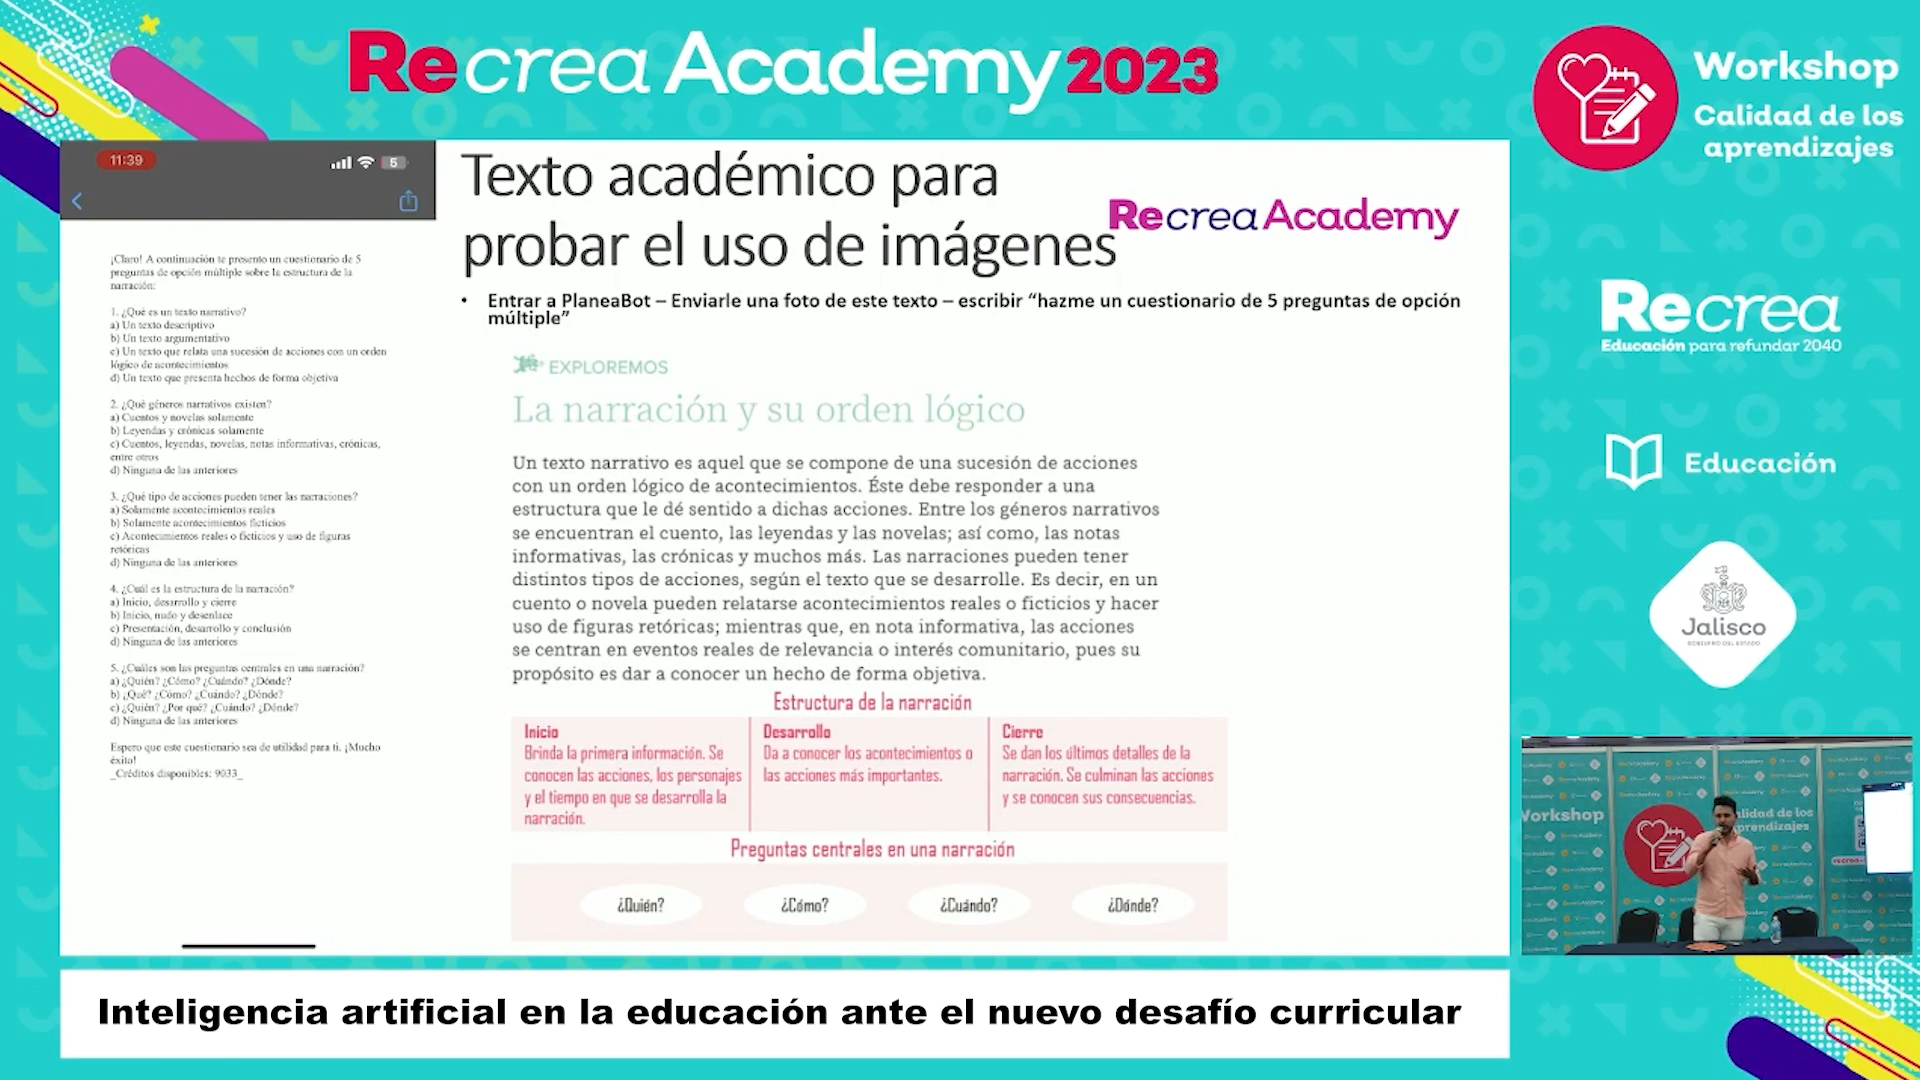 Recrea Academy 2023
Workshop
Calidad de los
aprendizajes
11:39
5
¡Claro! A continuación te presento un cuestionario de 5
preguntas de opción múltiple sobre la estructura de la
narración:
1. ¿Qué es un texto narrativo?
a) Un texto descriptivo
b) Un texto argumentativo
c) Un texto que relata una sucesión de acciones con un orden
lógico de acontecimientos
d) Un texto que presenta hechos de forma objetiva
2. ¿Qué géneros narrativos existen?
a) Cuentos y novelas solamente
b) Leyendas y crónicas solamente
c) Cuentos, leyendas, novelas, notas informativas, crónicas,
entre otros
d) Ninguna de las anteriores
3. ¿Qué tipo de acciones pueden tener las narraciones?
a) Solamente acontecimientos reales
b) Solamente acontecimientos ficticios
c) Acontecimientos reales o ficticios y uso de figuras
retóricas
d) Ninguna de las anteriores
4. ¿Cuál es la estructura de la narración?
a) Inicio, desarrollo y cierre
b) Inicio, nudo y desenlace
c) Presentación, desarrollo y conclusión
d) Ninguna de las anteriores
5. ¿Cuáles son las preguntas centrales en una narración?
a) ¿Quién? ¿Cómo? ¿Cuándo? ¿Dónde?
b) ¿Qué? ¿Cómo? ¿Cuándo? ¿Dónde?
c) ¿Quién? ¿Por qué? ¿Cuándo? ¿Dónde?
d) Ninguna de las anteriores
Espero que este cuestionario sea de utilidad para ti. ¡Mucho
éxito!
_Créditos disponibles: 9033_
Texto académico para
probar el uso de imágenes
Recrea Academy
• Entrar a PlaneaBot – Enviarle una foto de este texto – escribir “hazme un cuestionario de 5 preguntas de opción
múltiple”
EXPLOREMOS
La narración y su orden lógico
Un texto narrativo es aquel que se compone de una sucesión de acciones
con un orden lógico de acontecimientos. Éste debe responder a una
estructura que le dé sentido a dichas acciones. Entre los géneros narrativos
se encuentran el cuento, las leyendas y las novelas; así como, las notas
informativas, las crónicas y muchos más. Las narraciones pueden tener
distintos tipos de acciones, según el texto que se desarrolle. Es decir, en un
cuento o novela pueden relatarse acontecimientos reales o ficticios y hacer
uso de figuras retóricas; mientras que, en nota informativa, las acciones
se centran en eventos reales de relevancia o interés comunitario, pues su
propósito es dar a conocer un hecho de forma objetiva.
Estructura de la narración
Inicio
Brinda la primera información. Se
conocen las acciones, los personajes
y el tiempo en que se desarrolla la
narración.
Desarrollo
Da a conocer los acontecimientos o
las acciones más importantes.
Cierre
Se dan los últimos detalles de la
narración. Se culminan las acciones
y se conocen sus consecuencias.
Preguntas centrales en una narración
¿Quién? ¿Cómo? ¿Cuándo? ¿Dónde?
Recrea
Educación para refundar 2040
Educación
Jalisco
GOBIERNO DEL ESTADO
Workshop
Calidad de los
aprendizajes
Inteligencia artificial en la educación ante el nuevo desafío curricular